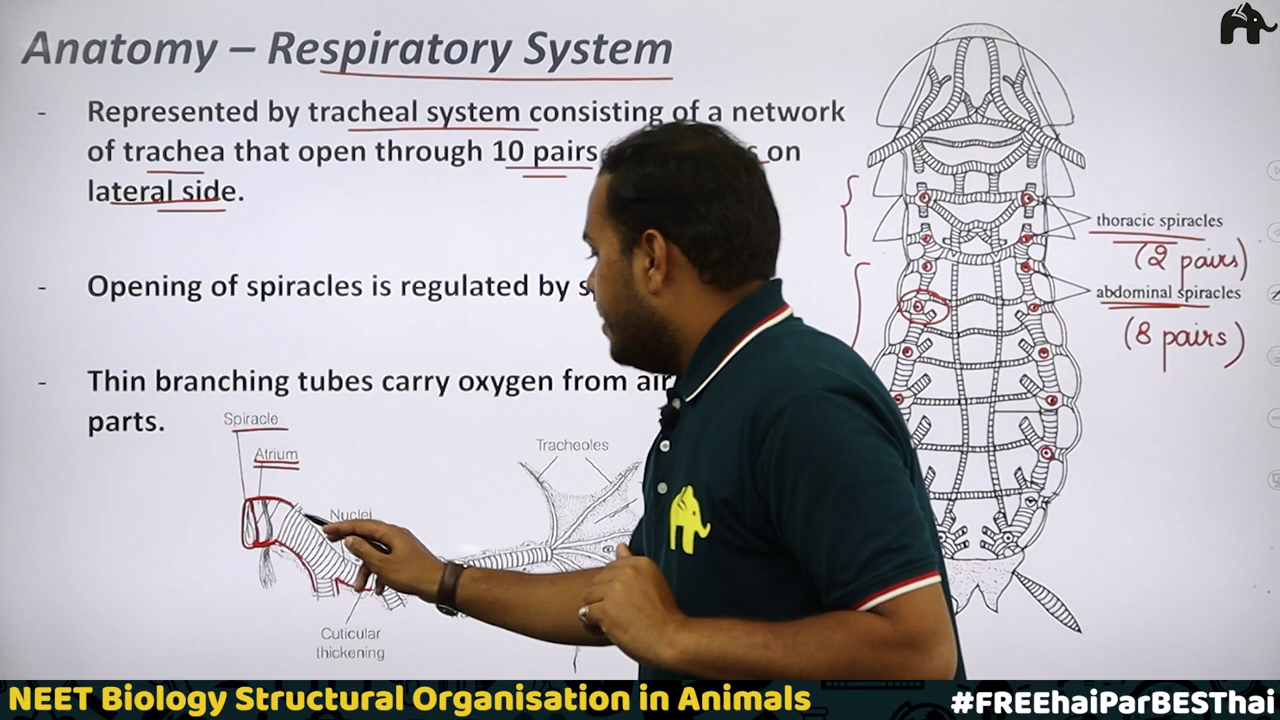 Anatomy – Respiratory System
- Represented by tracheal system consisting of a network
of trachea that open through 10 pairs on
lateral side.
- Opening of spiracles is regulated by
- Thin branching tubes carry oxygen from air
parts.
Spiracle
Atrium
Nuclei
Tracheoles
Cuticular
thickening
thoracic spiracles
(2 pairs)
abdominal spiracles
(8 pairs)
NEET Biology Structural Organisation in Animals
#FREEhaiParBESThai